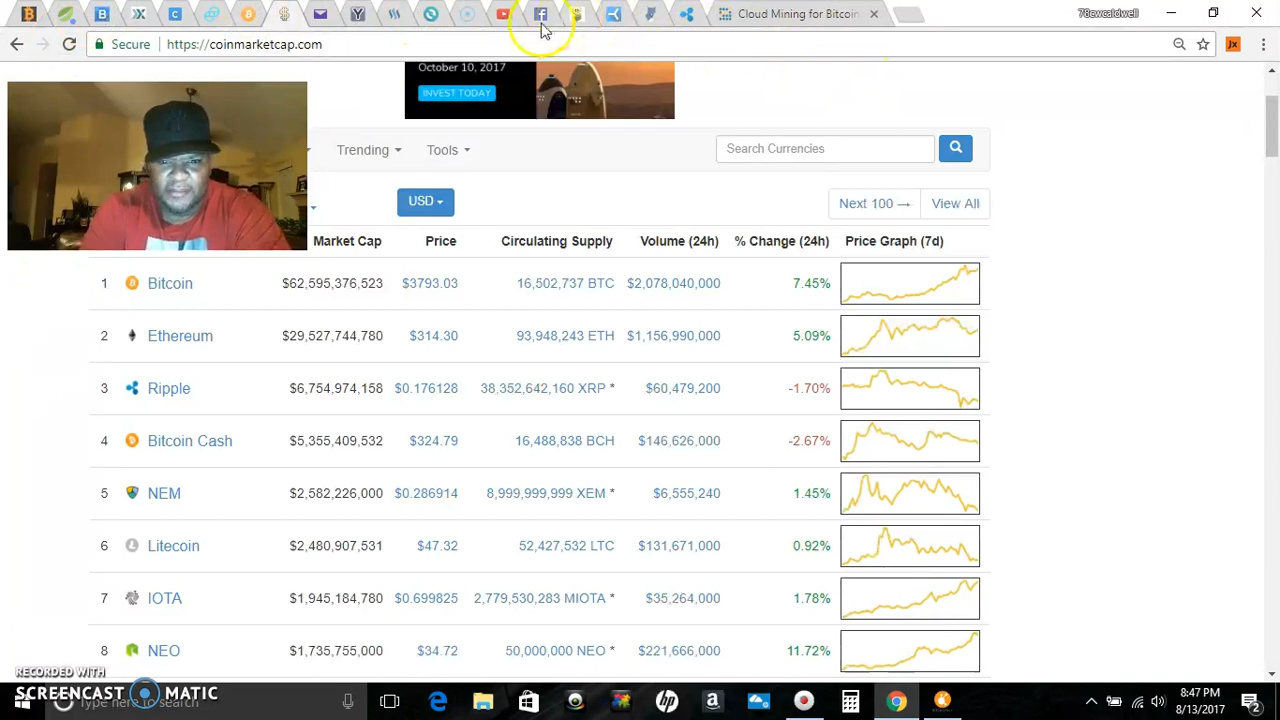 Cloud Mining for Bitcoin
78cwcaldwell
Secure https://coinmarketcap.com
October 10, 2017
INVEST TODAY
Trending Tools Search Currencies
USD Next 100 → View All
Market Cap Price Circulating Supply Volume (24h) % Change (24h) Price Graph (7d)
1 Bitcoin $62,595,376,523 $3793.03 16,502,737 BTC $2,078,040,000 7.45%
2 Ethereum $29,527,744,780 $314.30 93,948,243 ETH $1,156,990,000 5.09%
3 Ripple $6,754,974,158 $0.176128 38,352,642,160 XRP * $60,479,200 -1.70%
4 Bitcoin Cash $5,355,409,532 $324.79 16,488,838 BCH $146,626,000 -2.67%
5 NEM $2,582,226,000 $0.286914 8,999,999,999 XEM * $6,555,240 1.45%
6 Litecoin $2,480,907,531 $47.32 52,427,532 LTC $131,671,000 0.92%
7 IOTA $1,945,184,780 $0.699825 2,779,530,283 MIOTA * $35,264,000 1.78%
8 NEO $1,735,755,000 $34.72 50,000,000 NEO * $221,666,000 11.72%
RECORDED WITH
SCREENCAST MATIC
Type here to search
8:47 PM
8/13/2017
2